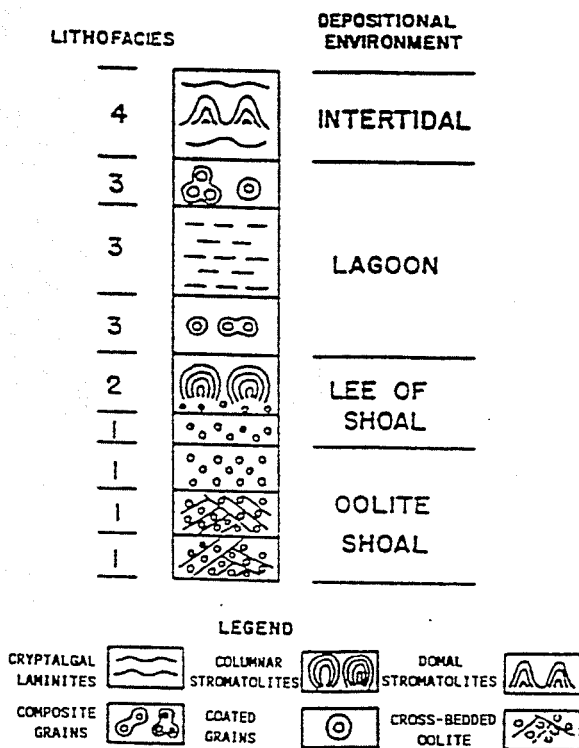 LITHOFACIES
DEPOSITIONAL
ENVIRONMENT
4
INTERTIDAL
3
3
LAGOON
3
2
LEE OF
SHOAL
1
1
OOLITE
1
SHOAL
1
LEGEND
CRYPTALGAL
LAMINITES
COLUMNAR
STROMATOLITES
DOMAL
STROMATOLITES
COMPOSITE
GRAINS
COATED
GRAINS
CROSS-BEDDED
OOLITE